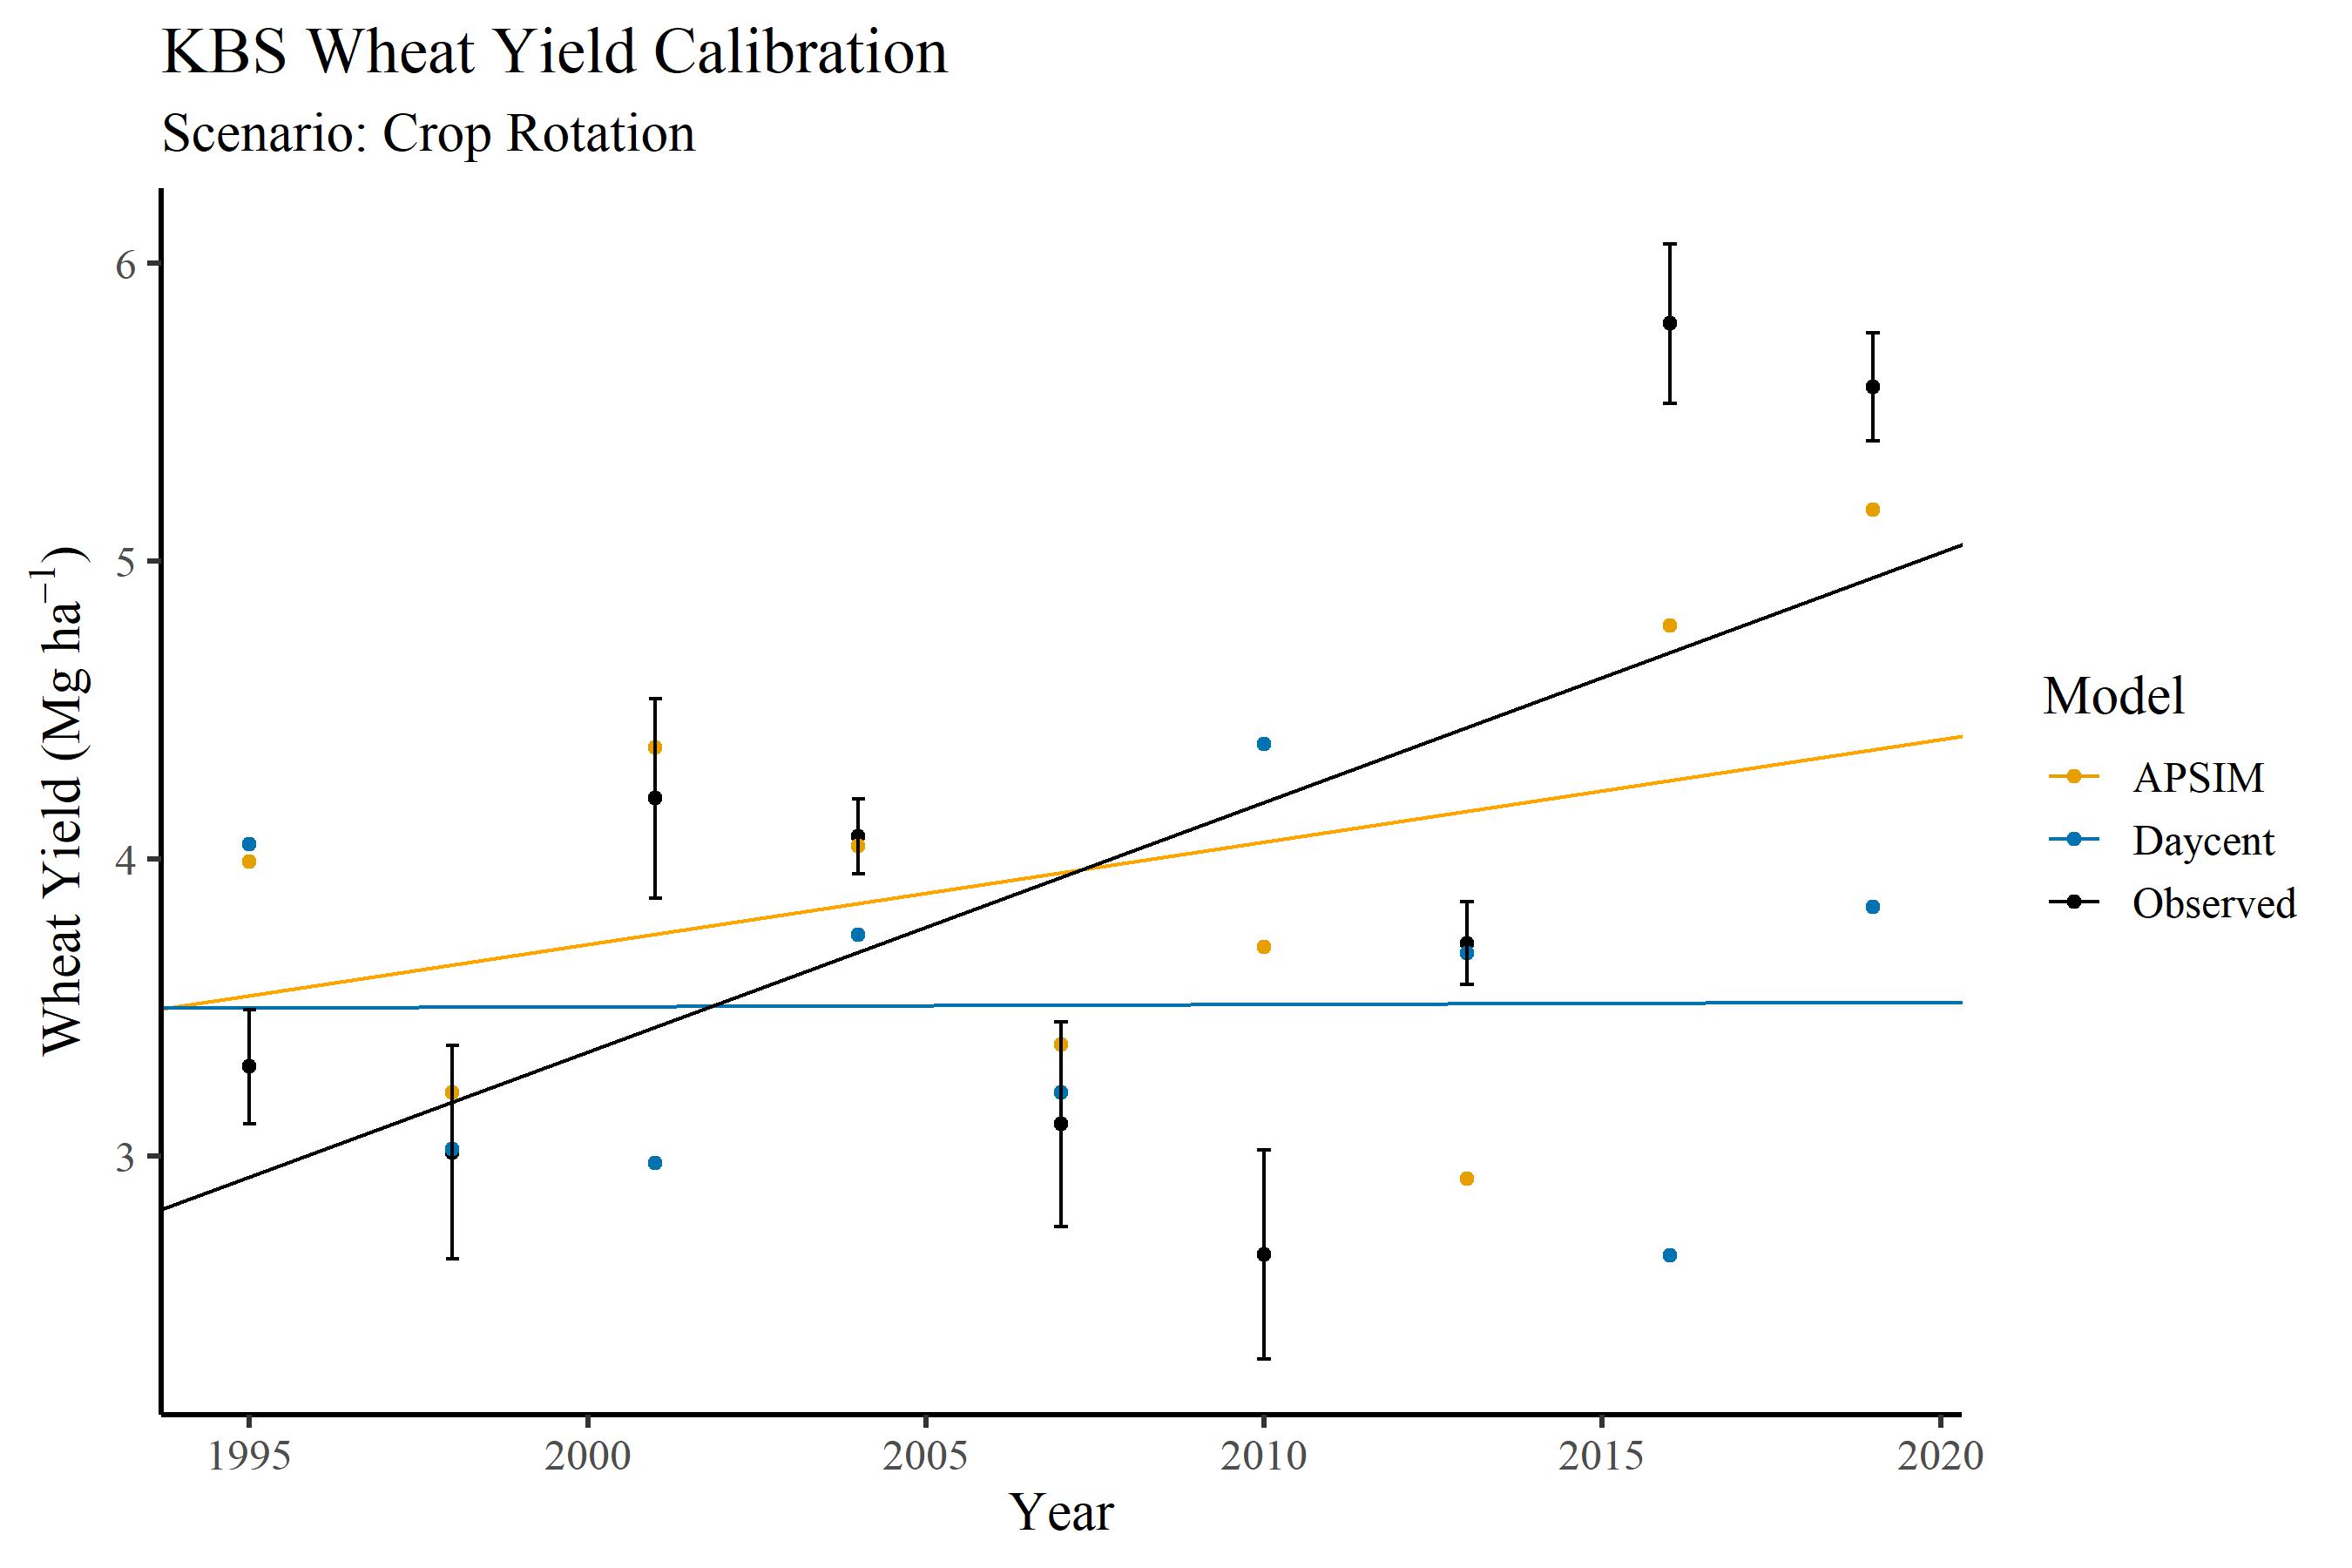 KBS Wheat Yield Calibration
Scenario: Crop Rotation
Wheat Yield (Mg ha⁻¹)
6
5
4
3
1995 2000 2005 2010 2015 2020
Year
Model
APSIM
Daycent
Observed